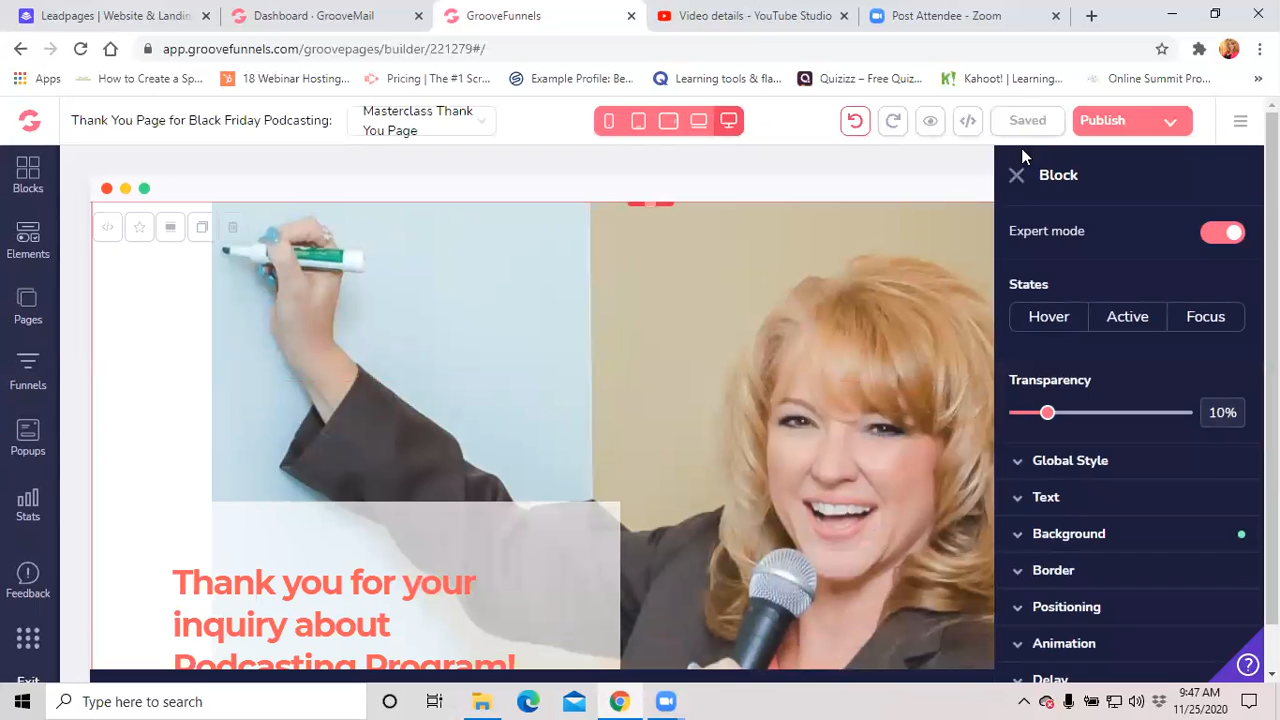 Leadpages | Website & Land
Dashboard · GrooveMail
GrooveFunnels
Video details - YouTube Studio
Post Attendee - Zoom
app.groovefunnels.com/groovepages/builder/221279#/
Apps
How to Create a Sp...
18 Webinar Hosting...
Pricing | The #1 Scr...
Example Profile: Be...
Learning tools & fla...
Quizizz – Free Quiz...
Kahoot! | Learning...
Online Summit Pro...
»
Thank You Page for Black Friday Podcasting:
Masterclass Thank
You Page
Saved
Publish
Blocks
Elements
Pages
Funnels
Popups
Stats
Feedback
Exit
Thank you for your
inquiry about
Podcasting Program!
Block
Expert mode
States
Hover
Active
Focus
Transparency
10%
Global Style
Text
Background
Border
Positioning
Animation
Delay
Type here to search
9:47 AM
11/25/2020